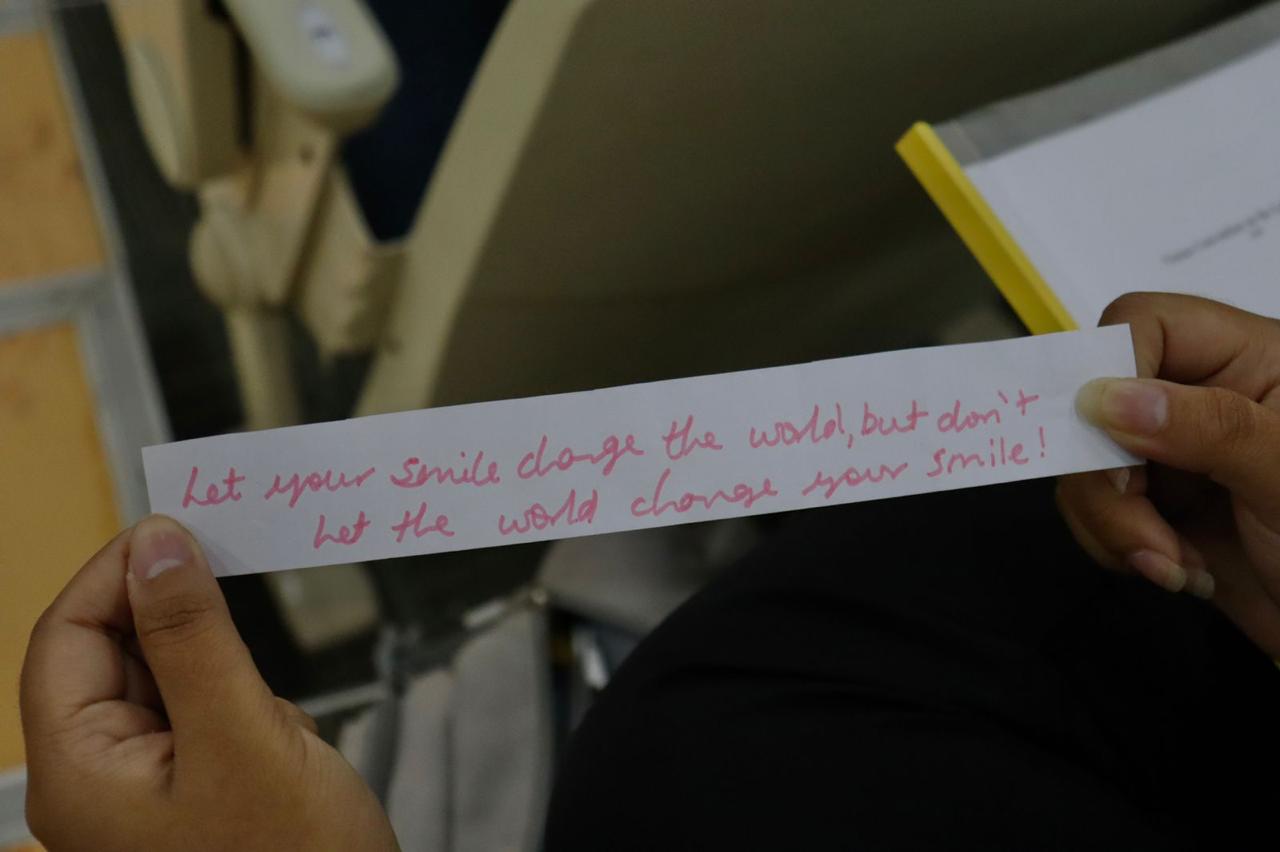 Let your smile change the world, but don't
Let the world change your smile!